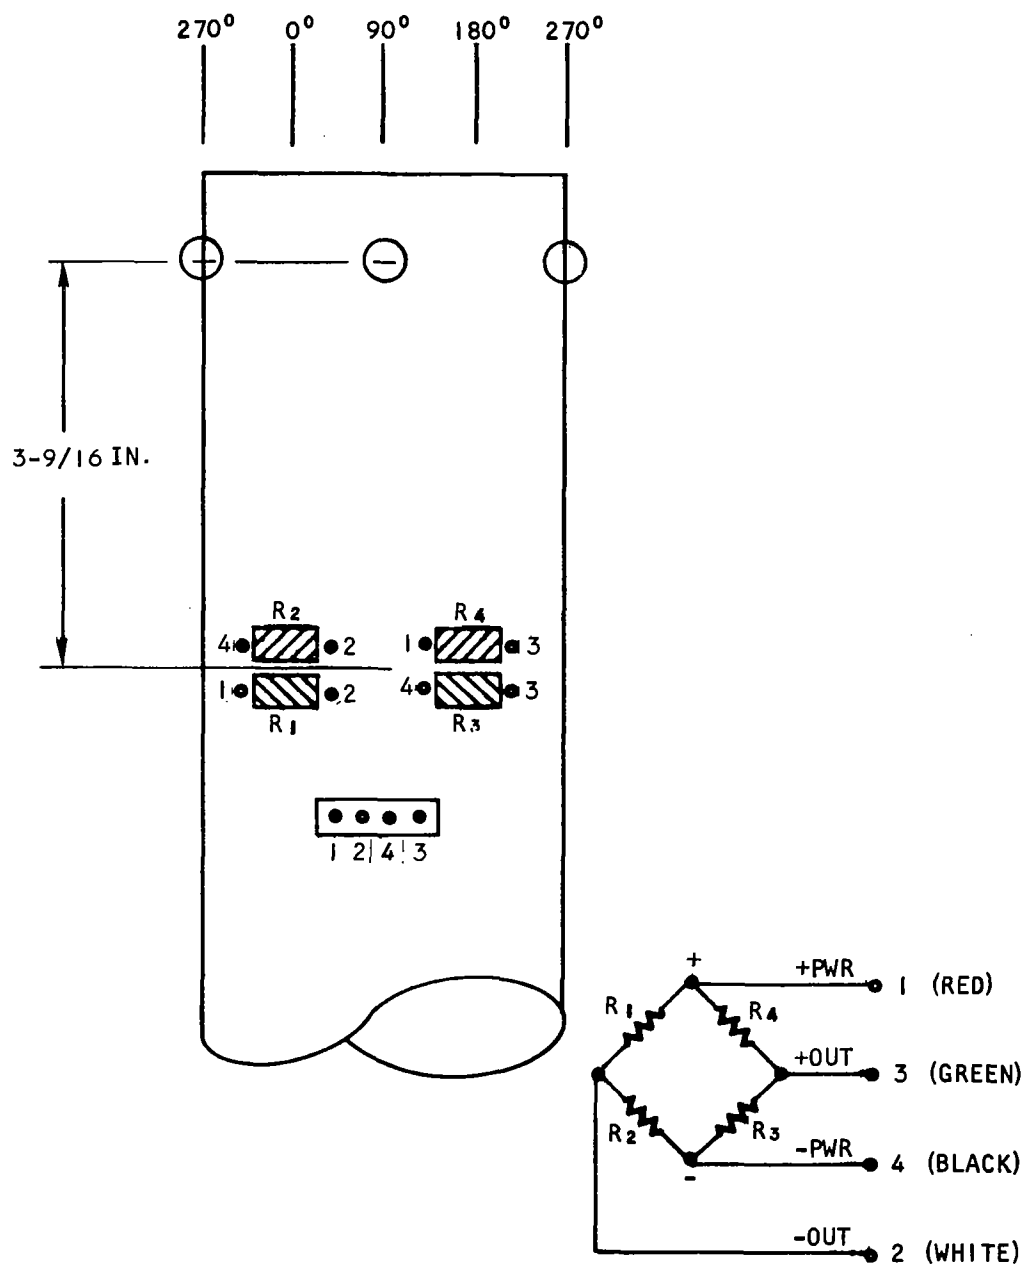 270° 0° 90° 180° 270°
3-9/16 IN.
R2 R4
4 2 1 3
1 2 4 3
R1 R3
1 2 4 3
+
+PWR 1 (RED)
R1 R4
+OUT 3 (GREEN)
R2 R3
-PWR 4 (BLACK)
-
-OUT 2 (WHITE)